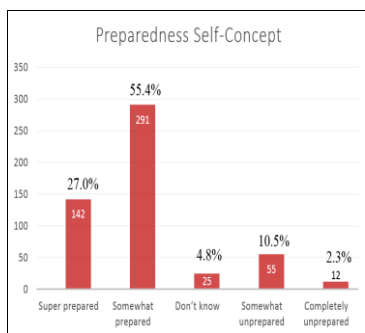 Preparedness Self-Concept
350
300
250
200
150
100
50
0
27.0%
142
55.4%
291
4.8%
25
10.5%
55
2.3%
12
Super prepared
Somewhat
prepared
Don't know
Somewhat
unprepared
Completely
unprepared